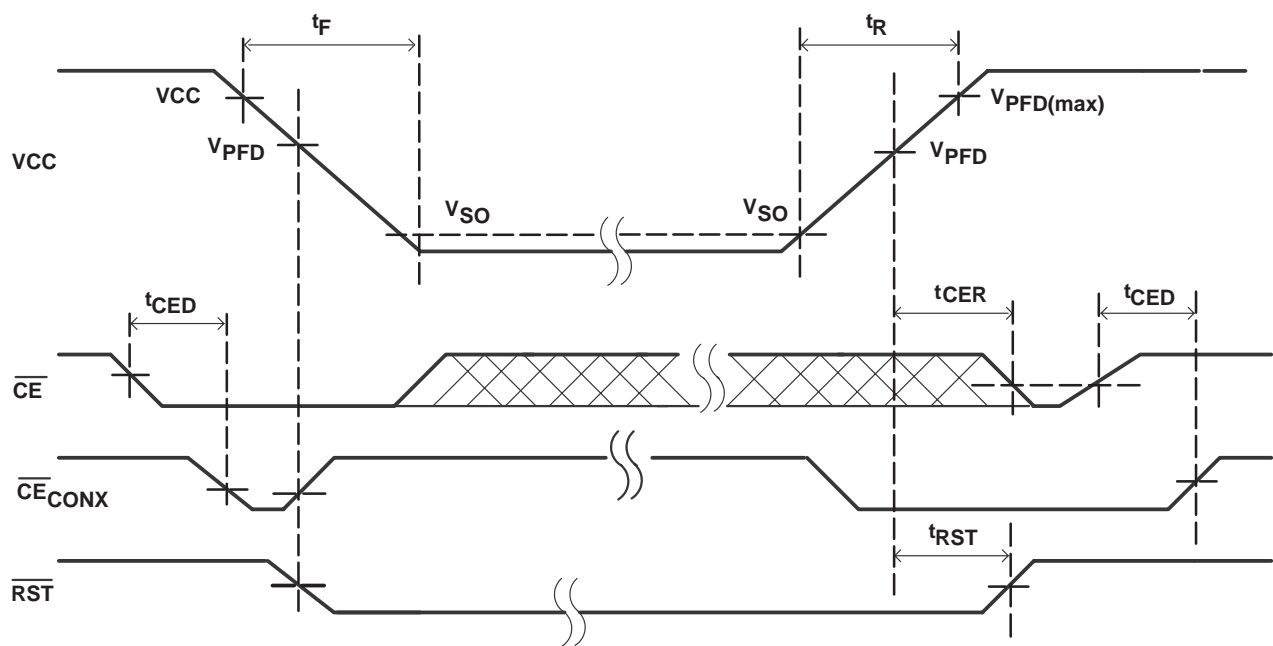 tF
tR
VCC
VPFD(max)
VCC
VPFD
VPFD
VSO
VSO
tCED
tCER
tCED
CE
CECONX
tRST
RST